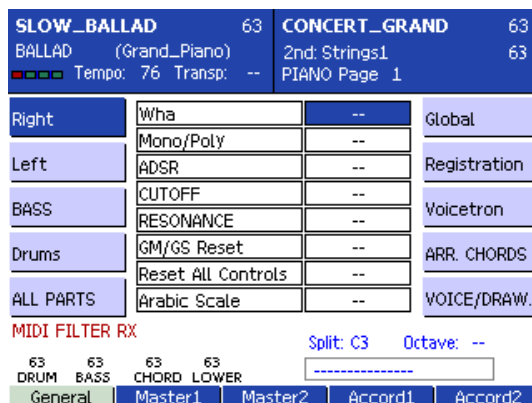 SLOW_BALLAD 63
BALLAD (Grand_Piano)
Tempo: 76 Transp: --
CONCERT_GRAND 63
2nd: Strings1 63
PIANO Page 1
Right
Left
BASS
Drums
ALL PARTS
Wha --
Mono/Poly --
ADSR --
CUTOFF --
RESONANCE --
GM/GS Reset --
Reset All Controls --
Arabic Scale --
Global
Registration
Voicetron
ARR. CHORDS
VOICE/DRAW.
MIDI FILTER RX
Split: C3 Octave: --
63 63 63 63
DRUM BASS CHORD LOWER
---------------
General Master1 Master2 Accord1 Accord2